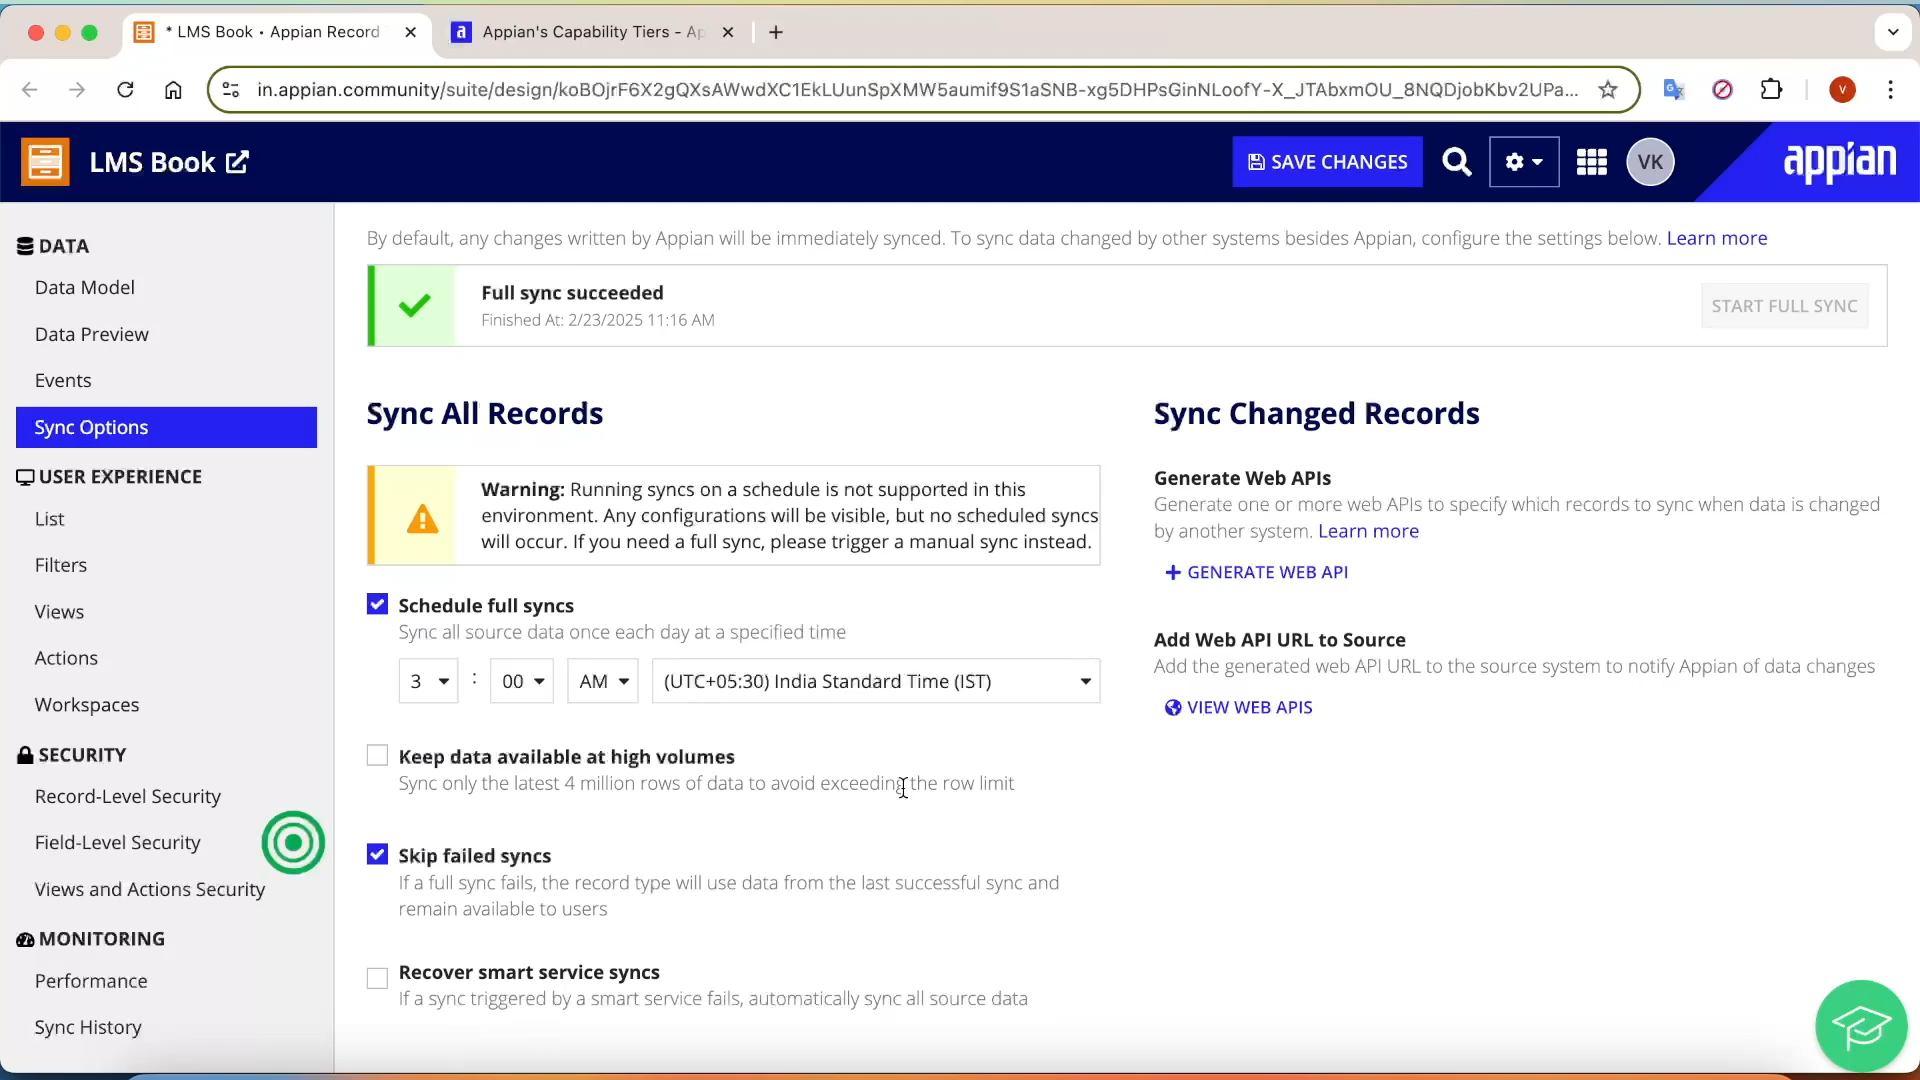 * LMS Book • Appian Record
Appian's Capability Tiers - Ap
in.appian.community/suite/design/koBOjrF6X2gQXsAWwdXC1EkLUunSpXMW5aumif9S1aSNB-xg5DHPsGinNLoofY-X_JTAbxmOU_8NQDjobKbv2UPa...
V
LMS Book
SAVE CHANGES
VK
appian
DATA
Data Model
Data Preview
Events
Sync Options
USER EXPERIENCE
List
Filters
Views
Actions
Workspaces
SECURITY
Record-Level Security
Field-Level Security
Views and Actions Security
MONITORING
Performance
Sync History
By default, any changes written by Appian will be immediately synced. To sync data changed by other systems besides Appian, configure the settings below. Learn more
Full sync succeeded
Finished At: 2/23/2025 11:16 AM
START FULL SYNC
Sync All Records
Warning: Running syncs on a schedule is not supported in this
environment. Any configurations will be visible, but no scheduled syncs
will occur. If you need a full sync, please trigger a manual sync instead.
Schedule full syncs
Sync all source data once each day at a specified time
3 : 00 AM (UTC+05:30) India Standard Time (IST)
Keep data available at high volumes
Sync only the latest 4 million rows of data to avoid exceeding the row limit
Skip failed syncs
If a full sync fails, the record type will use data from the last successful sync and
remain available to users
Recover smart service syncs
If a sync triggered by a smart service fails, automatically sync all source data
Sync Changed Records
Generate Web APIs
Generate one or more web APIs to specify which records to sync when data is changed
by another system. Learn more
+ GENERATE WEB API
Add Web API URL to Source
Add the generated web API URL to the source system to notify Appian of data changes
VIEW WEB APIS